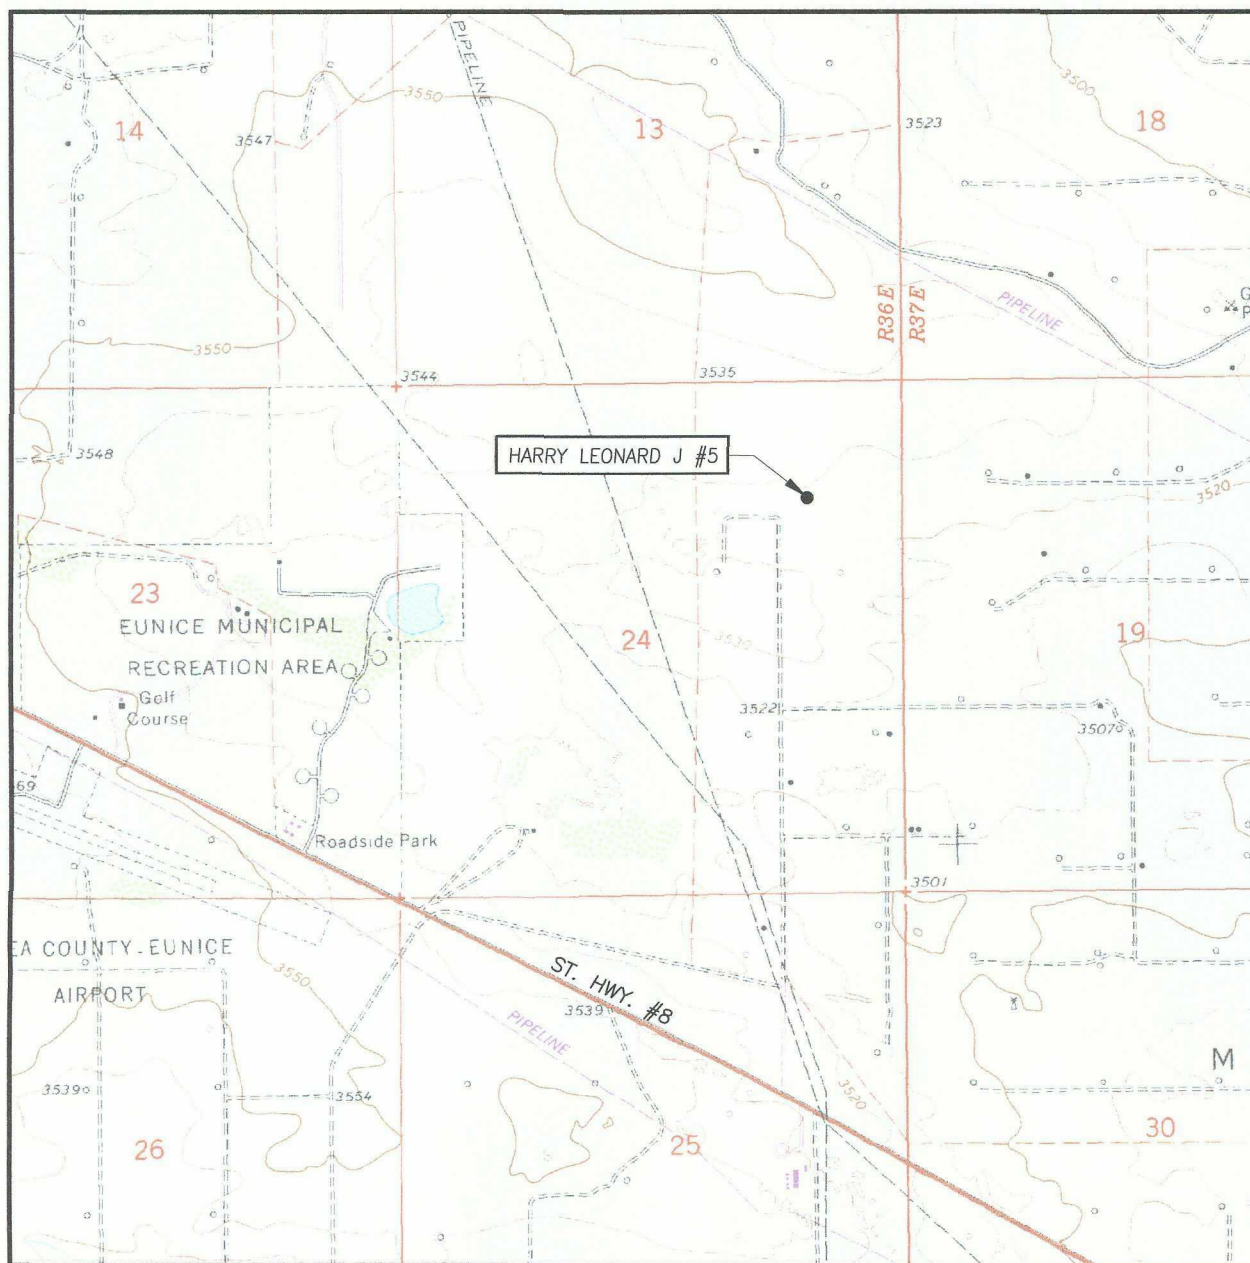 PIPELINE
3550
3500
14
3547
13
3523
18
R36E
R37E
PIPELINE
G
P
3550
3544
3535
3548
HARRY LEONARD J #5
3520
23
EUNICE MUNICIPAL
RECREATION AREA
24
3530
19
Golf
Course
3522
3507
69
Roadside Park
3501
EA COUNTY-EUNICE
AIRPORT
3550
ST. HWY. #8
3539
PIPELINE
M
3539
3554
3520
26
25
30